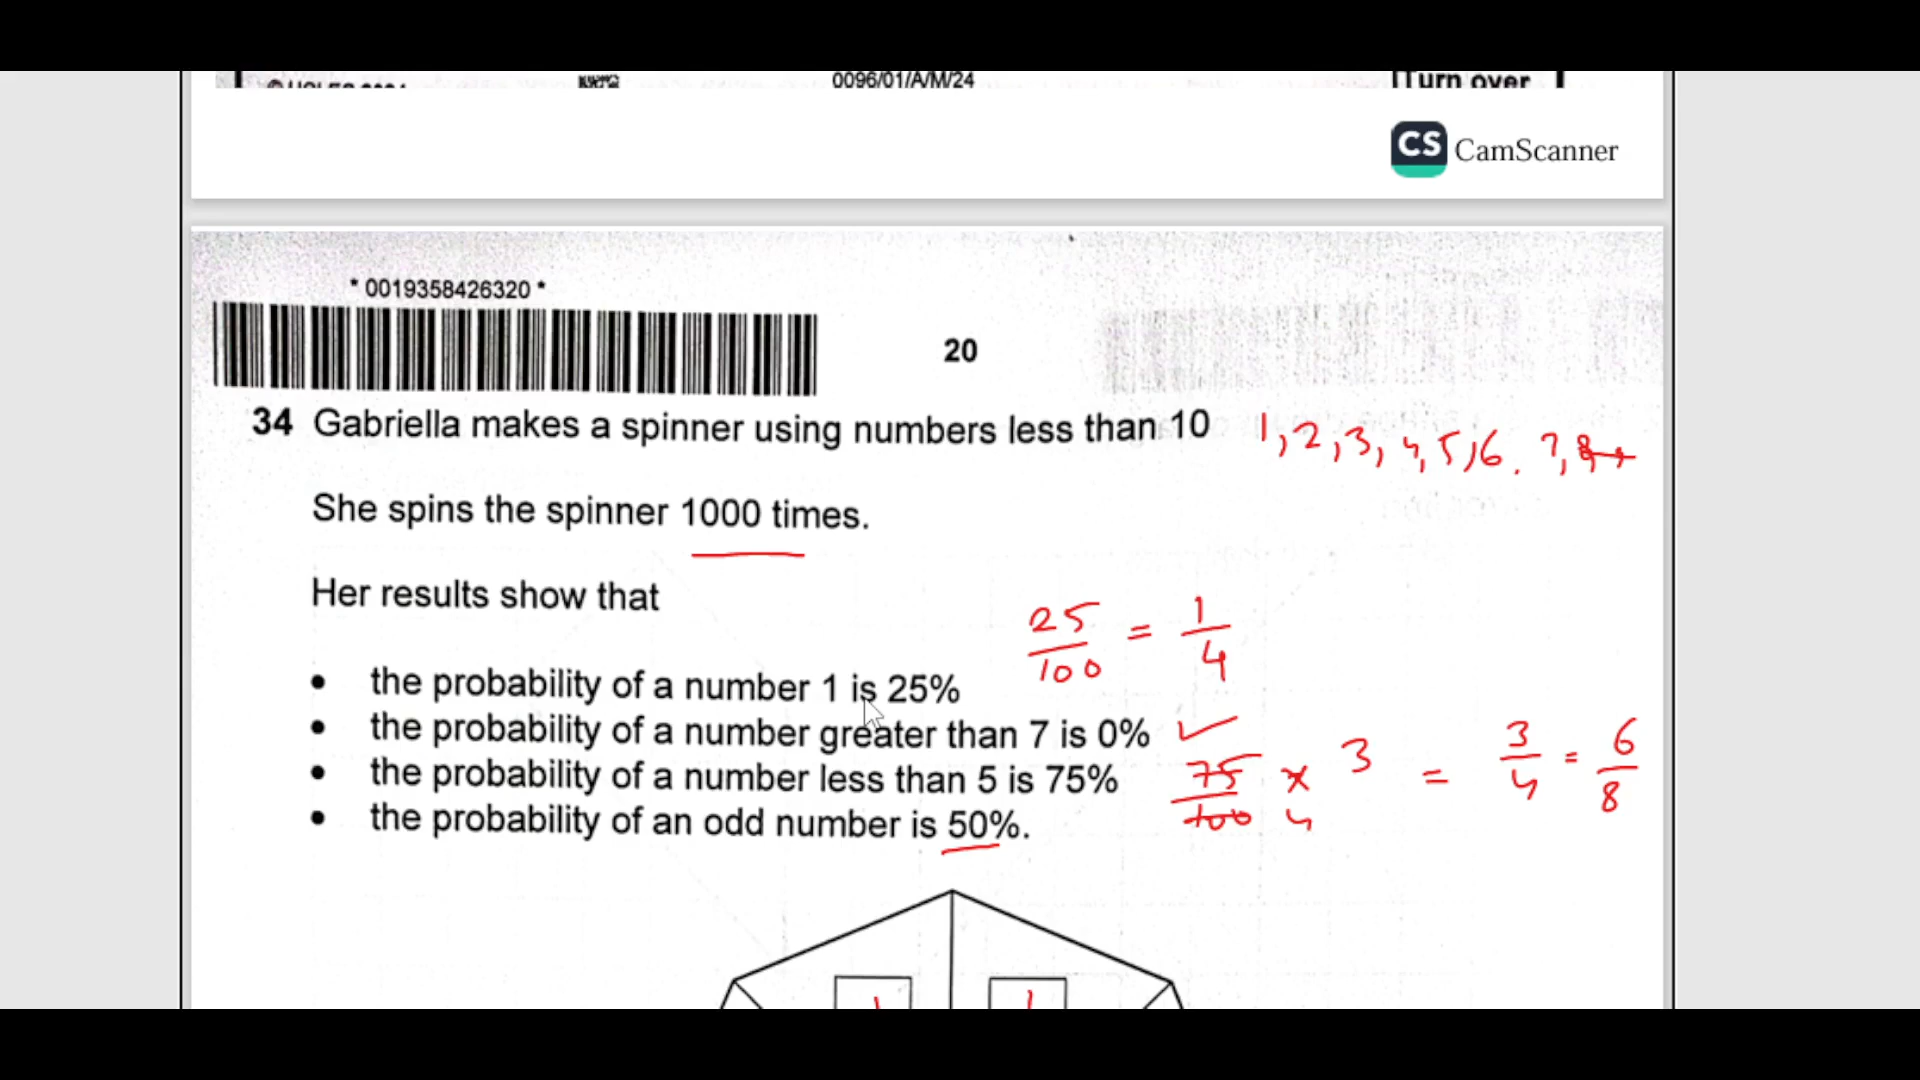 0096/01/A/M/24
[Turn over
CS CamScanner
* 0019358426320 *
20
34 Gabriella makes a spinner using numbers less than 10
1, 2, 3, 4, 5, 6. 7, 8,
She spins the spinner 1000 times.
Her results show that
25/100 = 1/4
• the probability of a number 1 is 25%
• the probability of a number greater than 7 is 0% ✓
• the probability of a number less than 5 is 75%
75/100 × 3/4 = 3/4 = 6/8
• the probability of an odd number is 50%.
1 1